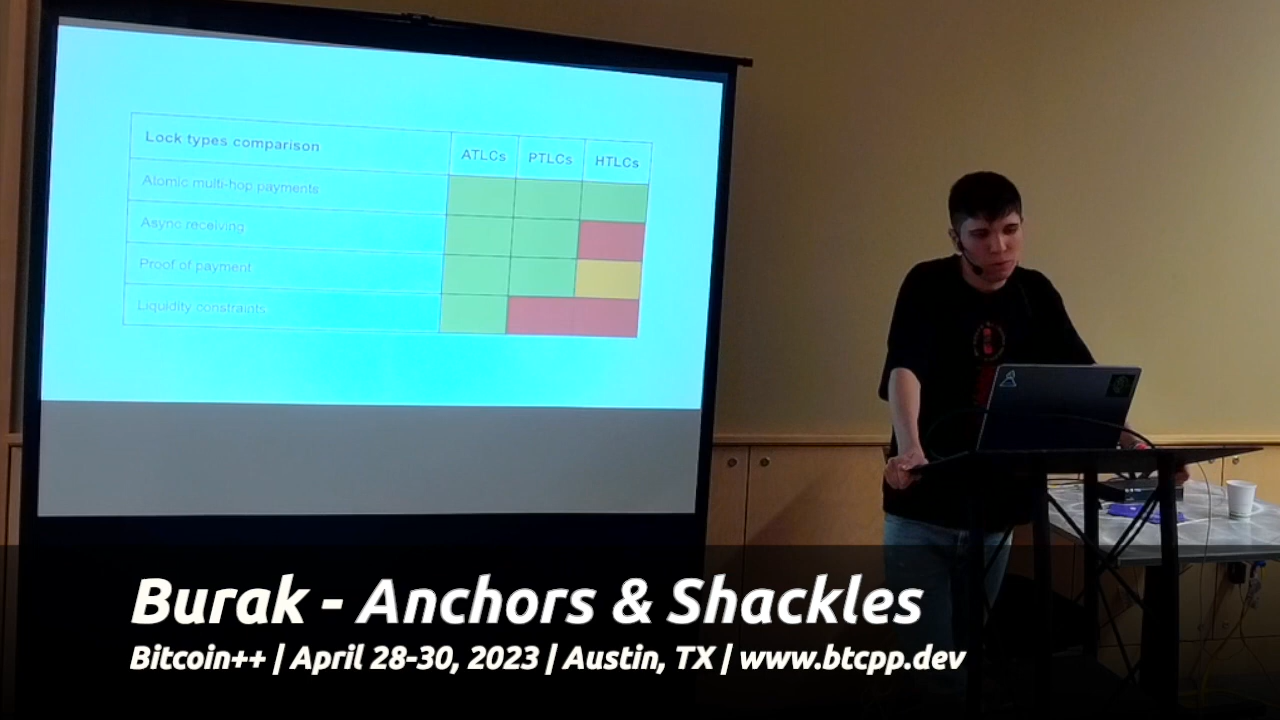 Lock types comparison ATLCs PTLCs HTLCs
Atomic multi-hop payments
Async receiving
Proof of payment
Liquidity constraints
Burak - Anchors & Shackles
Bitcoin++ | April 28-30, 2023 | Austin, TX | www.btcpp.dev